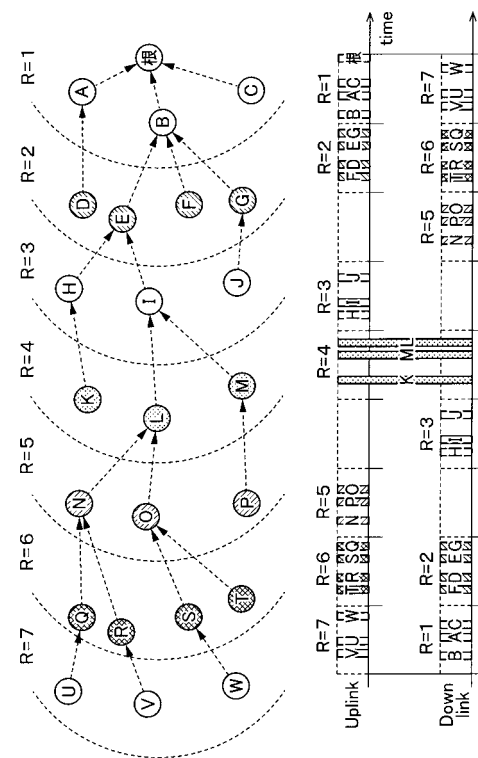 R=7 R=6 R=5 R=4 R=3 R=2 R=1
U Q N K H D A
V R O L I E B 根
W S T P M J F G C
R=7 R=6 R=5 R=4 R=3 R=2 R=1
Uplink VU W TR SQ N PO HI J FD EG B AC 根
K ML
time
R=1 R=2 R=3 R=5 R=6 R=7
Down
link B AC FD EG HI J N PO TR SQ VU W